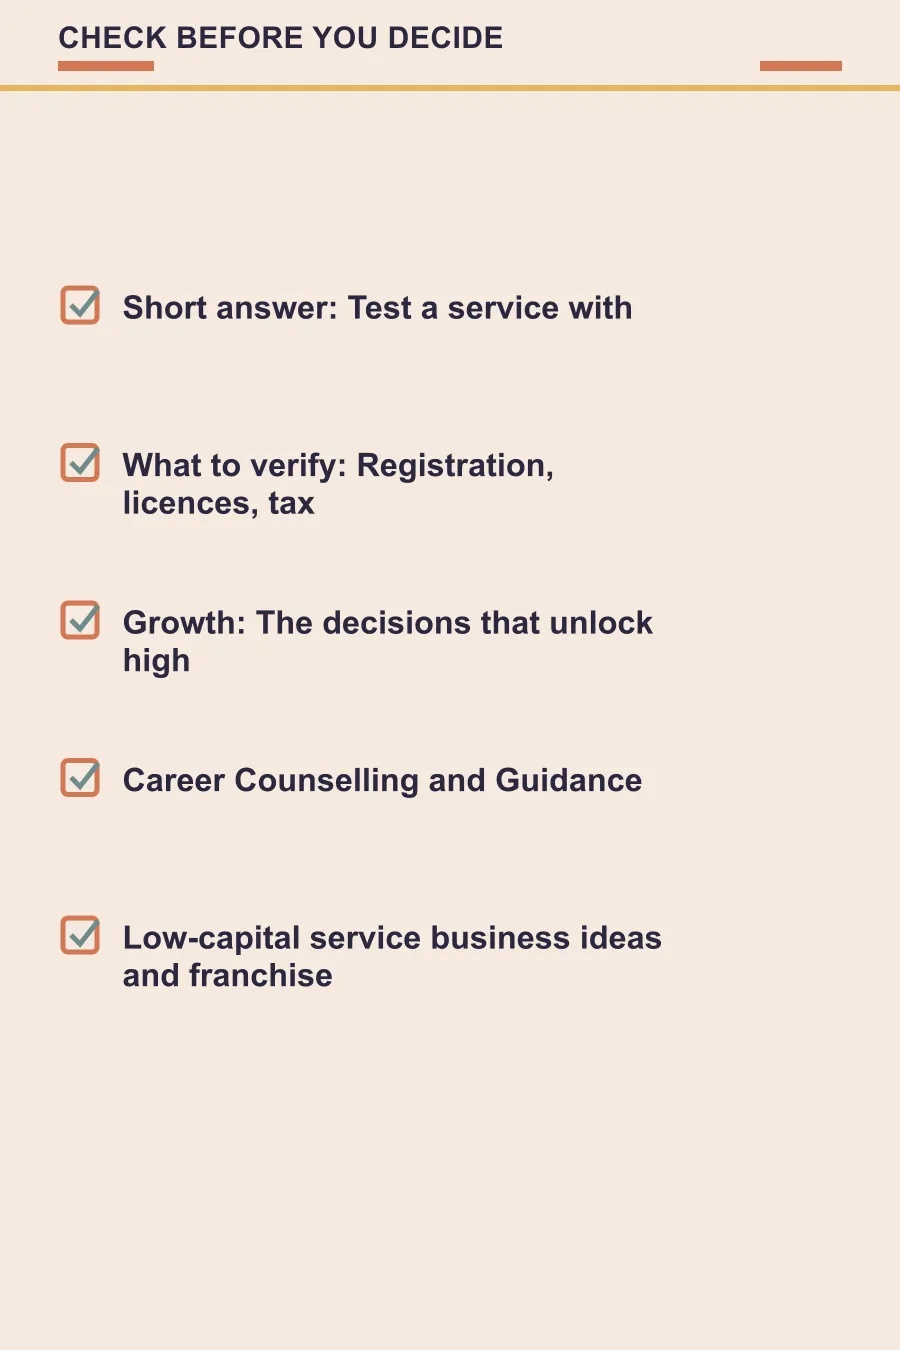 CHECK BEFORE YOU DECIDE
Short answer: Test a service with
What to verify: Registration,
licences, tax
Growth: The decisions that unlock
high
Career Counselling and Guidance
Low-capital service business ideas
and franchise